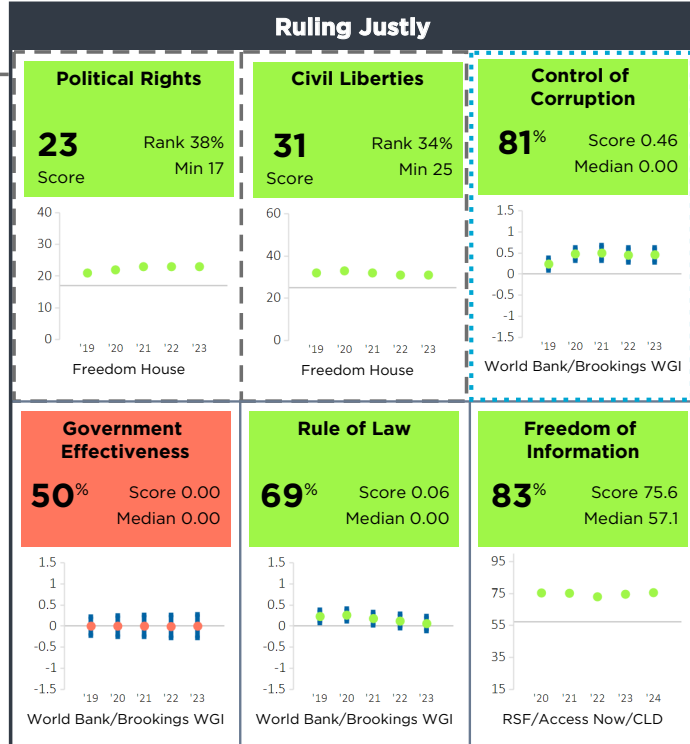 Ruling Justly
Political Rights
23
Score
Rank 38%
Min 17
40
30
20
10
0
'19 '20 '21 '22 '23
Freedom House
Civil Liberties
31
Score
Rank 34%
Min 25
60
40
20
0
'19 '20 '21 '22 '23
Freedom House
Control of
Corruption
81%
Score 0.46
Median 0.00
1.5
1
0.5
0
-0.5
-1
-1.5
'19 '20 '21 '22 '23
World Bank/Brookings WGI
Government
Effectiveness
50%
Score 0.00
Median 0.00
1.5
1
0.5
0
-0.5
-1
-1.5
'19 '20 '21 '22 '23
World Bank/Brookings WGI
Rule of Law
69%
Score 0.06
Median 0.00
1.5
1
0.5
0
-0.5
-1
-1.5
'19 '20 '21 '22 '23
World Bank/Brookings WGI
Freedom of
Information
83%
Score 75.6
Median 57.1
95
75
55
35
15
'20 '21 '22 '23 '24
RSF/Access Now/CLD